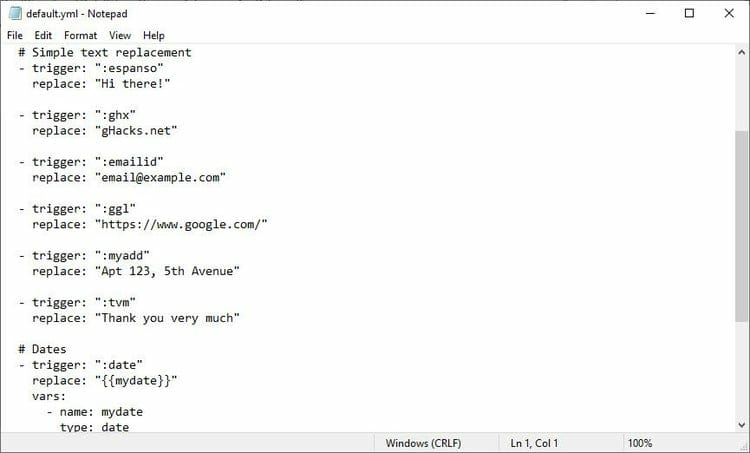 default.yml - Notepad
File Edit Format View Help
# Simple text replacement
- trigger: ":espanso"
replace: "Hi there!"
- trigger: ":ghx"
replace: "gHacks.net"
- trigger: ":emailid"
replace: "email@example.com"
- trigger: ":ggl"
replace: "https://www.google.com/"
- trigger: ":myadd"
replace: "Apt 123, 5th Avenue"
- trigger: ":tvm"
replace: "Thank you very much"
# Dates
- trigger: ":date"
replace: "{{mydate}}"
vars:
- name: mydate
type: date
Windows (CRLF) Ln 1, Col 1 100%